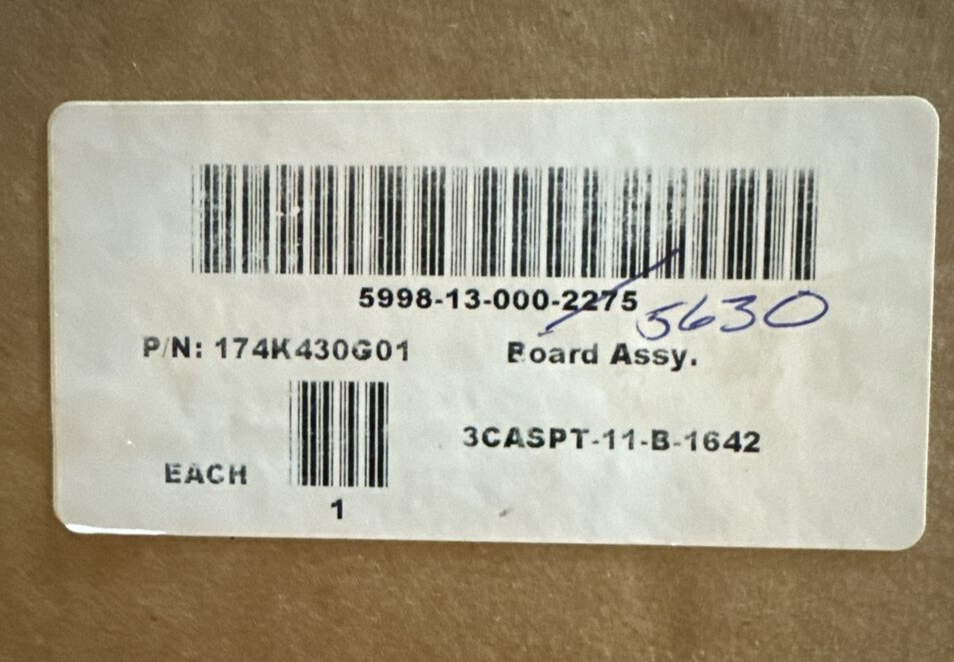 5998-13-000-2275 5630
P/N: 174K430G01 Board Assy.
3CASPT-11-B-1642
EACH
1